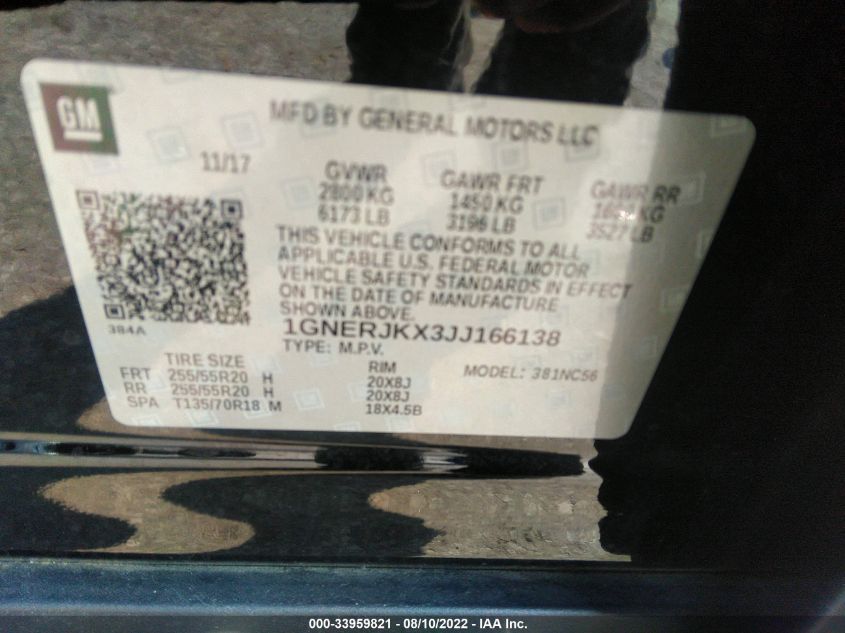 GM
MFD BY GENERAL MOTORS LLC
11/17
GVWR GAWR FRT GAWR RR
2800 KG 1450 KG KG
6173 LB 3196 LB 3527 LB
THIS VEHICLE CONFORMS TO ALL
APPLICABLE U.S. FEDERAL MOTOR
VEHICLE SAFETY STANDARDS IN EFFECT
ON THE DATE OF MANUFACTURE
SHOWN ABOVE.
384A
1GNERJKX3JJ166138
TYPE: M.P.V.
MODEL: 381NC56
TIRE SIZE RIM
FRT 255/55R20 H 20X8J
RR 255/55R20 H 20X8J
SPA T135/70R18 M 18X4.5B
000-33959821 - 08/10/2022 - IAA Inc.